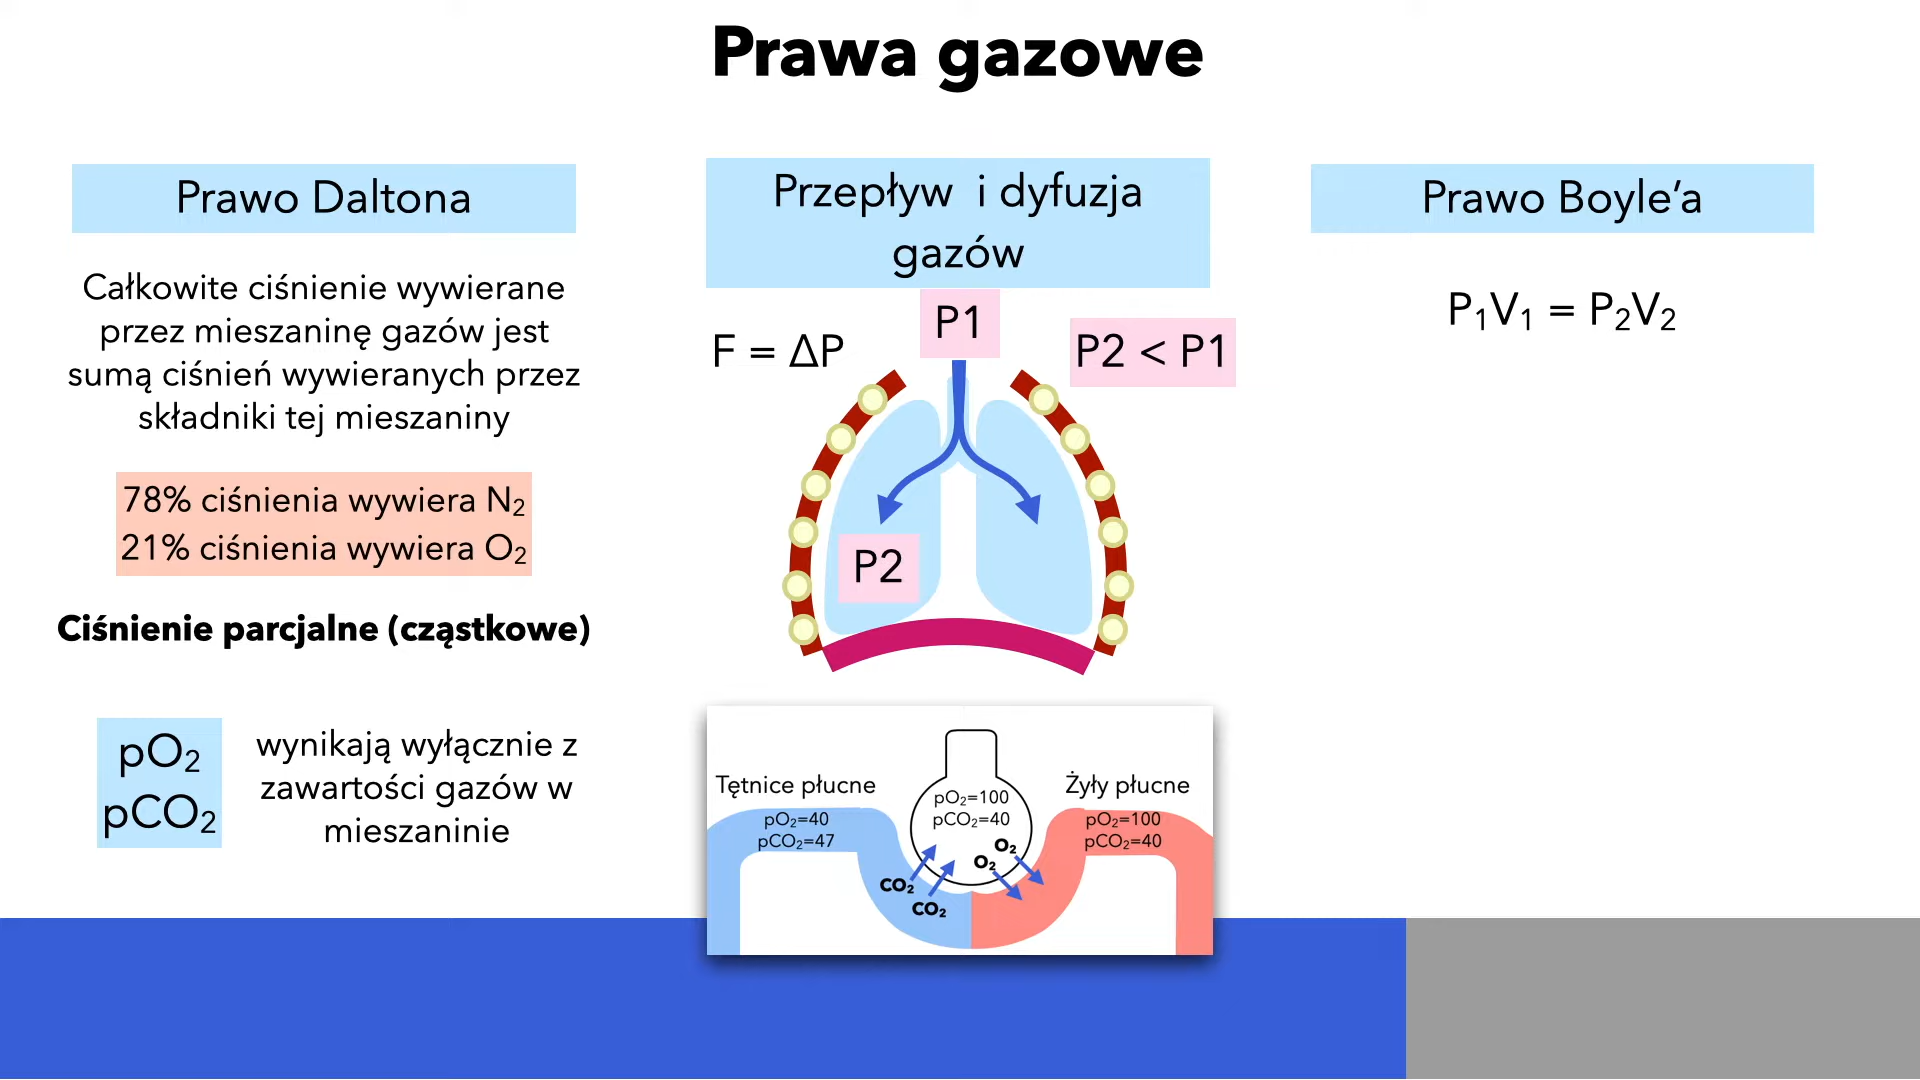 Prawa gazowe
Prawo Daltona
Całkowite ciśnienie wywierane
przez mieszaninę gazów jest
sumą ciśnień wywieranych przez
składniki tej mieszaniny
78% ciśnienia wywiera N₂
21% ciśnienia wywiera O₂
Ciśnienie parcjalne (cząstkowe)
pO₂
pCO₂
wynikają wyłącznie z
zawartości gazów w
mieszaninie
Przepływ i dyfuzja
gazów
F = ΔP
P1
P2 < P1
P2
Tętnice płucne
pO₂=40
pCO₂=47
pO₂=100
pCO₂=40
Żyły płucne
pO₂=100
pCO₂=40
O₂
O₂
CO₂
CO₂
Prawo Boyle’a
P₁V₁ = P₂V₂